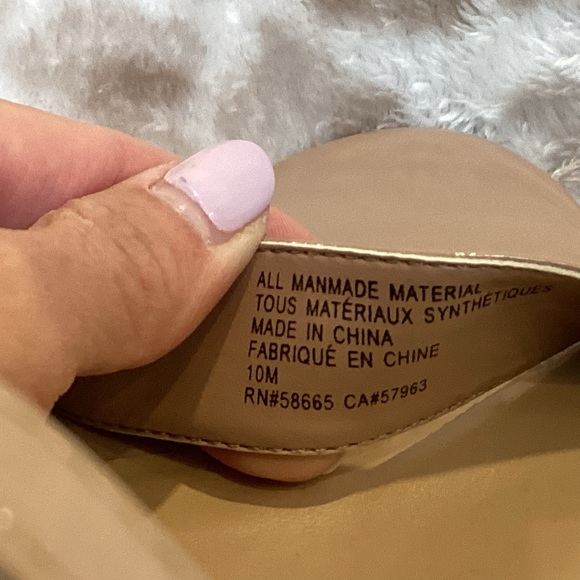 ALL MANMADE MATERIAL
TOUS MATÉRIAUX SYNTHÉTIQUES
MADE IN CHINA
FABRIQUÉ EN CHINE
10M
RN#58665 CA#57963